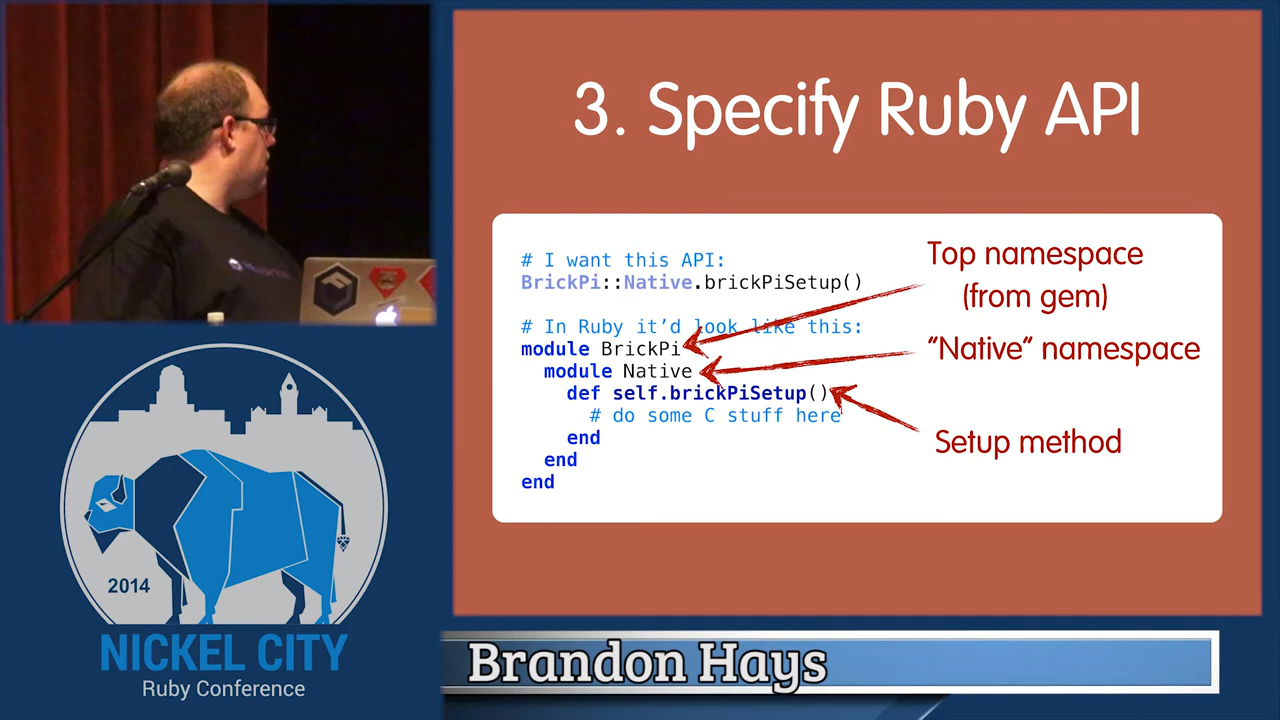 3. Specify Ruby API
# I want this API:
BrickPi::Native.brickPiSetup()
# In Ruby it’d look like this:
module BrickPi
module Native
def self.brickPiSetup()
# do some C stuff here
end
end
end
Top namespace
(from gem)
“Native“ namespace
Setup method
2014
NICKEL CITY
Ruby Conference
Brandon Hays